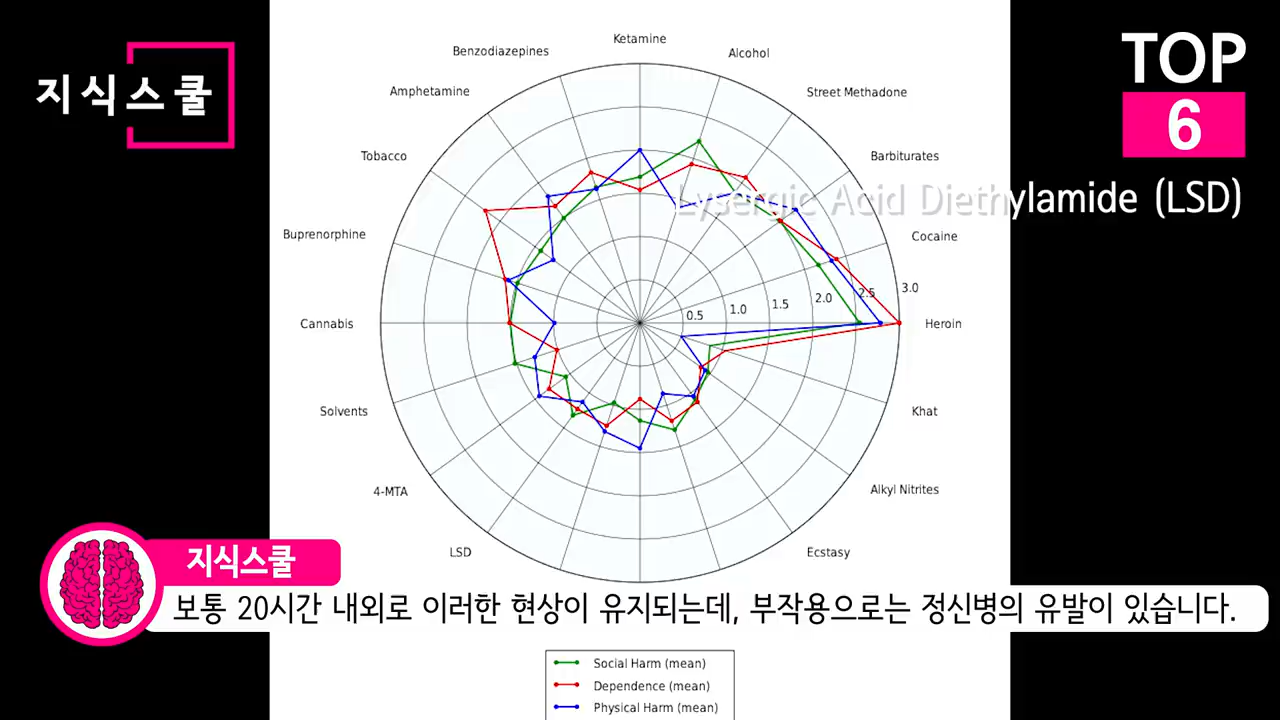 지식스쿨
TOP
6
Lysergic Acid Diethylamide (LSD)
Ketamine
Benzodiazepines
Alcohol
Amphetamine
Street Methadone
Tobacco
Barbiturates
Buprenorphine
Cocaine
0.5
1.0
1.5
2.0
2.5
3.0
Cannabis
Heroin
Solvents
Khat
4-MTA
Alkyl Nitrites
LSD
Ecstasy
지식스쿨
보통 20시간 내외로 이러한 현상이 유지되는데, 부작용으로는 정신병의 유발이 있습니다.
Social Harm (mean)
Dependence (mean)
Physical Harm (mean)